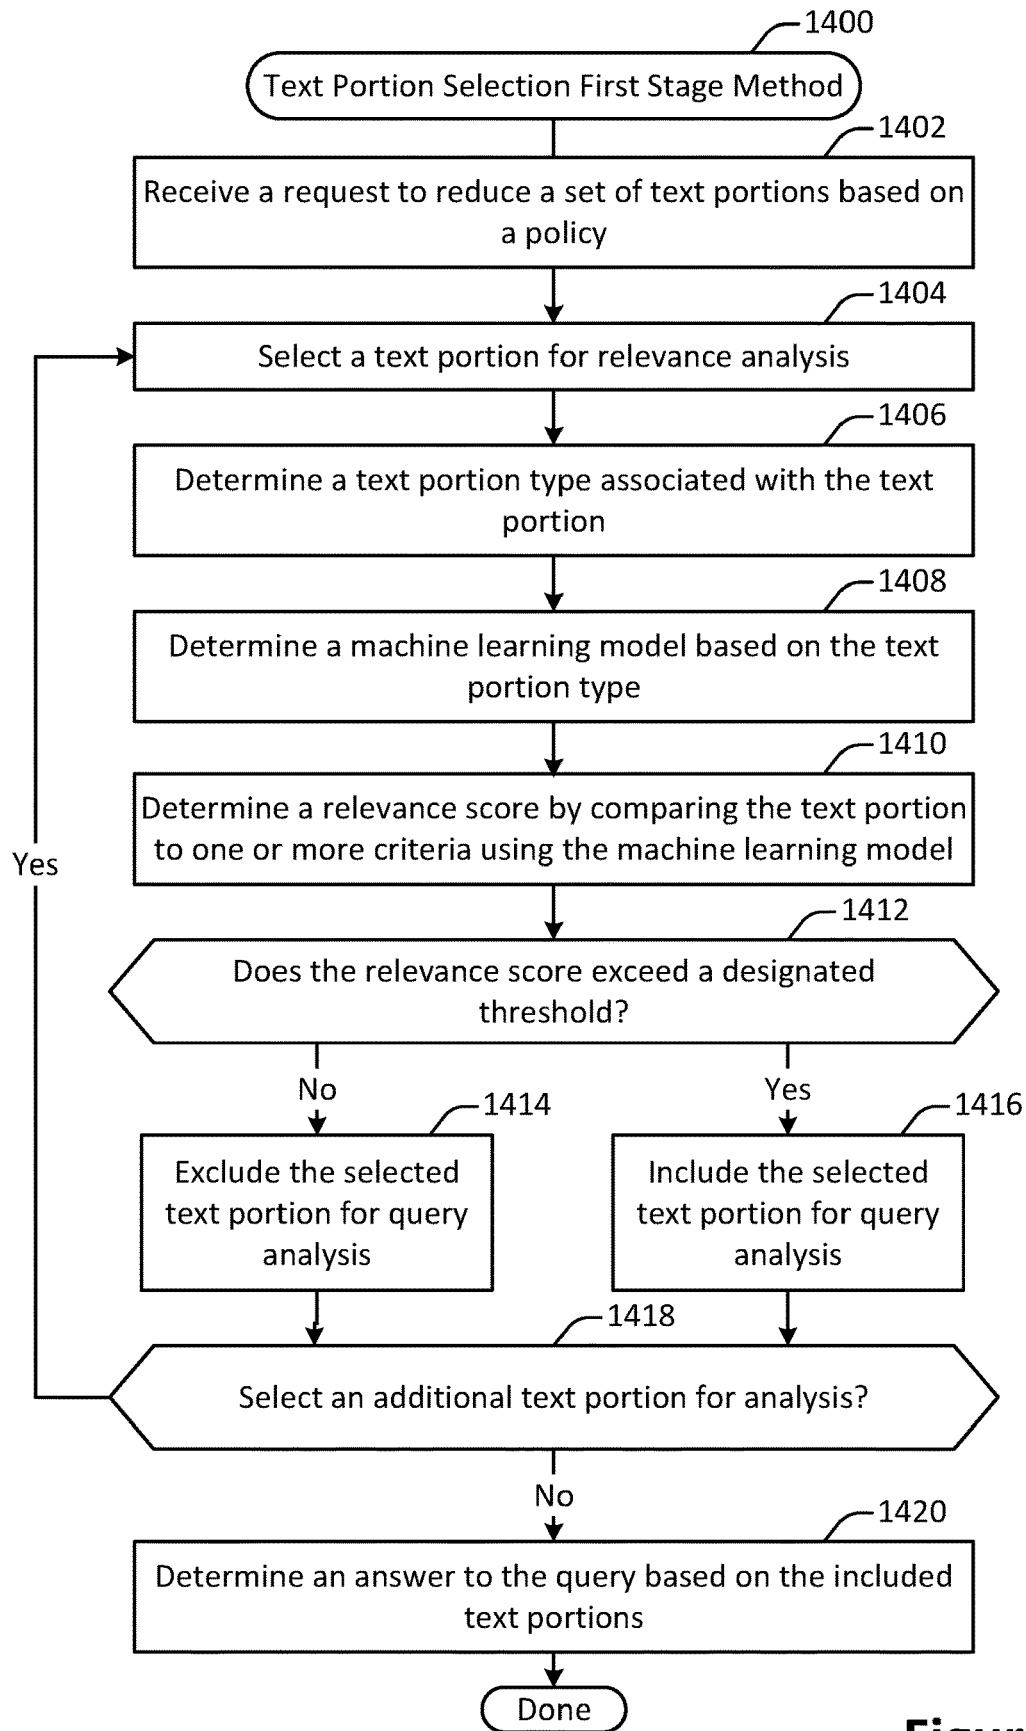 1400
Text Portion Selection First Stage Method
1402
Receive a request to reduce a set of text portions based on
a policy
1404
Select a text portion for relevance analysis
1406
Determine a text portion type associated with the text
portion
1408
Determine a machine learning model based on the text
portion type
1410
Determine a relevance score by comparing the text portion
to one or more criteria using the machine learning model
Yes
1412
Does the relevance score exceed a designated
threshold?
No
Yes
1414
1416
Exclude the selected
text portion for query
analysis
Include the selected
text portion for query
analysis
1418
Select an additional text portion for analysis?
No
1420
Determine an answer to the query based on the included
text portions
Done